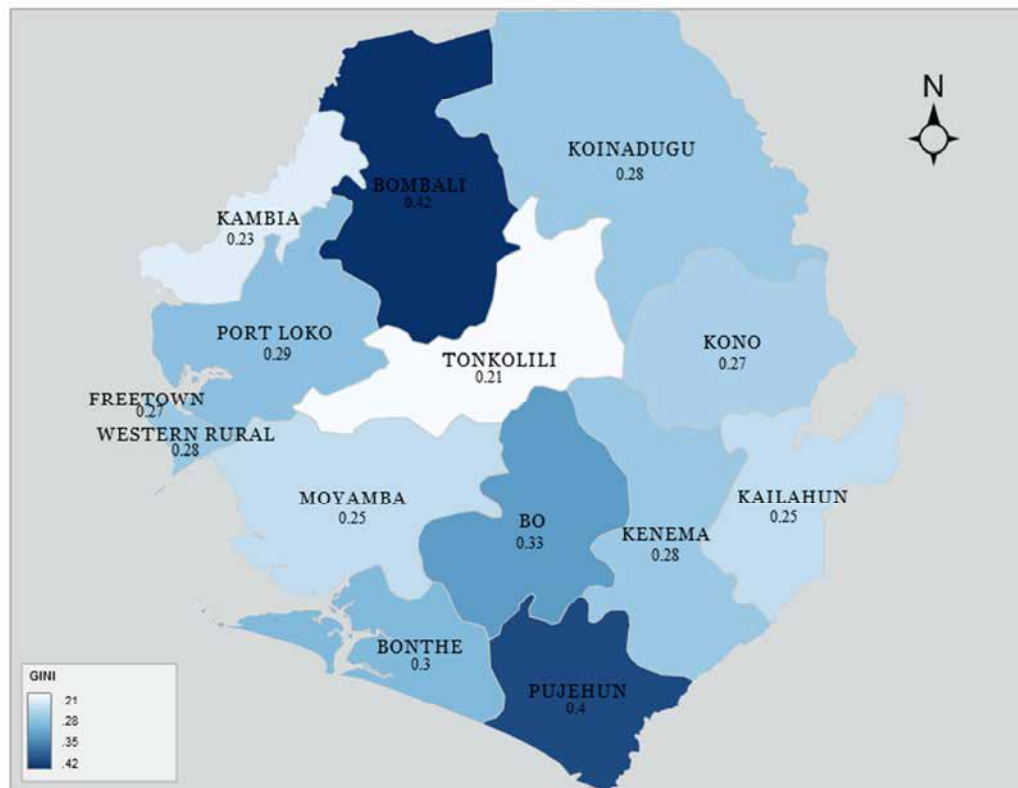 N
KOINADUGU
0.28
BOMBALI
0.42
KAMBIA
0.23
PORT LOKO
0.29
KONO
0.27
TONKOLILI
0.21
FREETOWN
0.27
WESTERN RURAL
0.28
MOYAMBA
0.25
BO
0.33
KENEMA
0.28
KAILAHUN
0.25
BONTHE
0.3
PUJEHUN
0.4
GINI
.21
.28
.35
.42